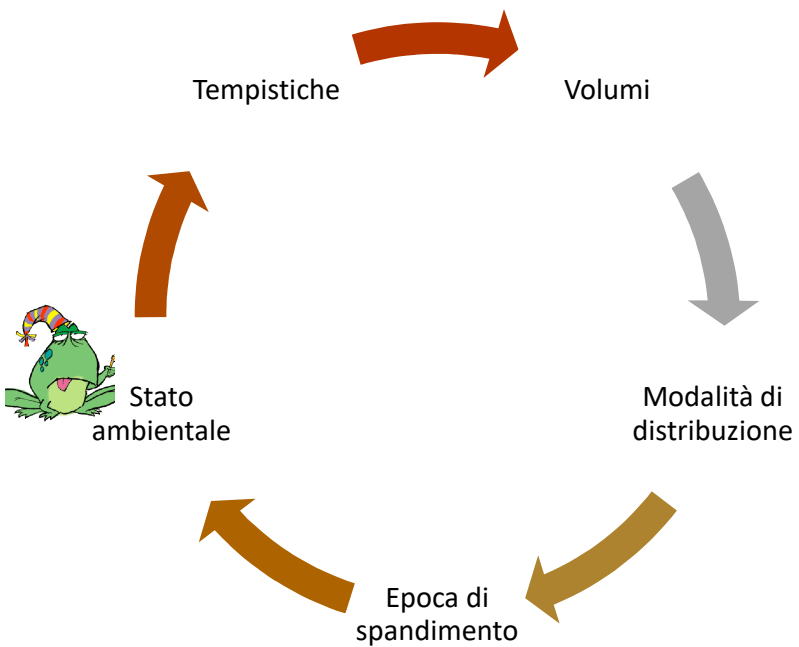 Tempistiche
Volumi
Modalità di
distribuzione
Epoca di
spandimento
Stato
ambientale